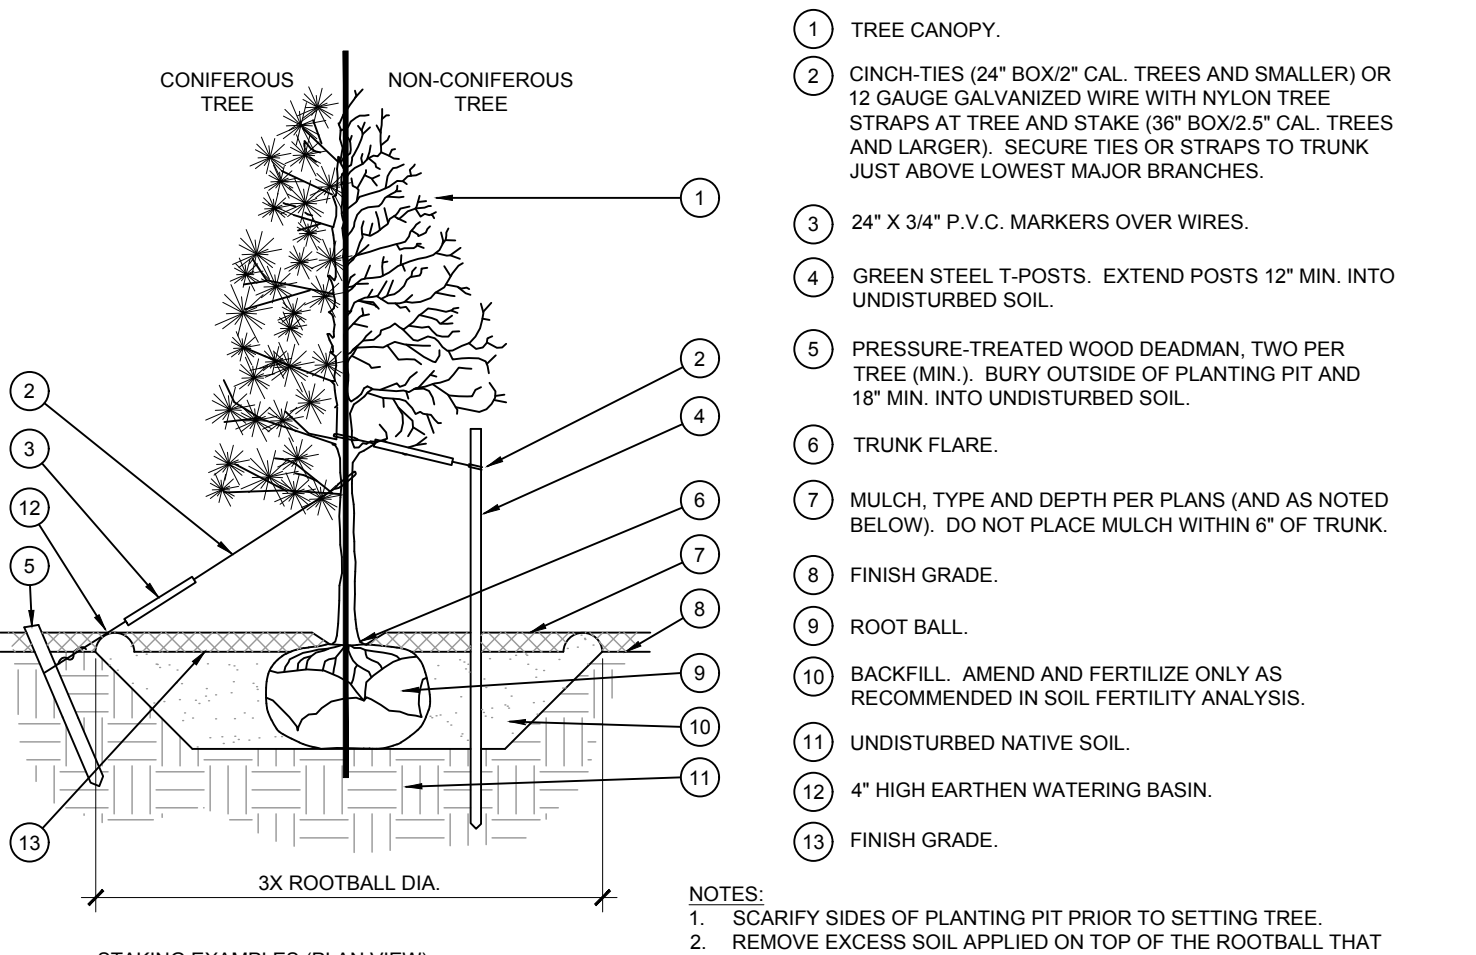 CONIFEROUS
TREE
NON-CONIFEROUS
TREE
1
2
4
6
7
8
9
10
11
2
3
12
5
13
3X ROOTBALL DIA.
STAKING EXAMPLES (PLAN VIEW)
1 TREE CANOPY.
2 CINCH-TIES (24" BOX/2" CAL. TREES AND SMALLER) OR
12 GAUGE GALVANIZED WIRE WITH NYLON TREE
STRAPS AT TREE AND STAKE (36" BOX/2.5" CAL. TREES
AND LARGER). SECURE TIES OR STRAPS TO TRUNK
JUST ABOVE LOWEST MAJOR BRANCHES.
3 24" X 3/4" P.V.C. MARKERS OVER WIRES.
4 GREEN STEEL T-POSTS. EXTEND POSTS 12" MIN. INTO
UNDISTURBED SOIL.
5 PRESSURE-TREATED WOOD DEADMAN, TWO PER
TREE (MIN.). BURY OUTSIDE OF PLANTING PIT AND
18" MIN. INTO UNDISTURBED SOIL.
6 TRUNK FLARE.
7 MULCH, TYPE AND DEPTH PER PLANS (AND AS NOTED
BELOW). DO NOT PLACE MULCH WITHIN 6" OF TRUNK.
8 FINISH GRADE.
9 ROOT BALL.
10 BACKFILL. AMEND AND FERTILIZE ONLY AS
RECOMMENDED IN SOIL FERTILITY ANALYSIS.
11 UNDISTURBED NATIVE SOIL.
12 4" HIGH EARTHEN WATERING BASIN.
13 FINISH GRADE.
NOTES:
1. SCARIFY SIDES OF PLANTING PIT PRIOR TO SETTING TREE.
2. REMOVE EXCESS SOIL APPLIED ON TOP OF THE ROOTBALL THAT